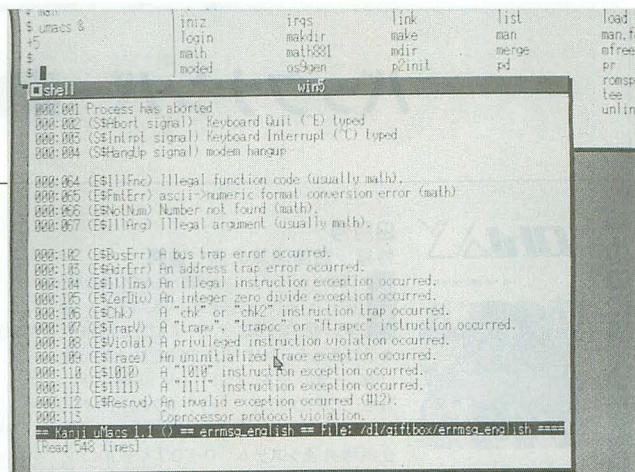 $ man
$ umacs &
+5
$
$
iniz irqs link list load
login makdir make man man.f
math math881 mdir merge mfree
moded os9gen p2init pd pr
romsp
tee
unlin
shell win5
000:001 Process has aborted
000:002 (S$Abort signal) Keyboard Quit (^E) typed
000:003 (S$Intrpt signal) Keyboard Interrupt (^C) typed
000:004 (S$HangUp signal) modem hangup
000:064 (E$IllFnc) Illegal function code (usually math).
000:065 (E$FmtErr) ascii->numeric format conversion error (math)
000:066 (E$NotNum) Number not found (math).
000:067 (E$IllArg) Illegal argument (usually math).
000:102 (E$BusErr) A bus trap error occurred.
000:103 (E$AdrErr) An address trap error occurred.
000:104 (E$IllIns) An illegal instruction exception occurred.
000:105 (E$ZerDiv) An integer zero divide exception occurred.
000:106 (E$Chk) A "chk" or "chk2" instruction trap occurred.
000:107 (E$TrapV) A "trapv", "trapcc" or "ftrapcc" instruction occurred.
000:108 (E$Violat) A privileged instruction violation occurred.
000:109 (E$Trace) An uninitialized trace exception occurred.
000:110 (E$1010) A "1010" instruction exception occurred.
000:111 (E$1111) A "1111" instruction exception occurred.
000:112 (E$Resrvd) An invalid exception occurred (#12).
000:113 Coprocessor protocol violation.
== Kanji uMacs 1.1 () == errmsg_english == File: /d1/giftbox/errmsg_english ====
[Read 548 lines]